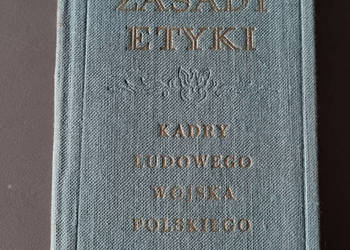 ZASADY
ETYKI
KADRY
LUDOWEGO
WOJSKA
POLSKIEGO